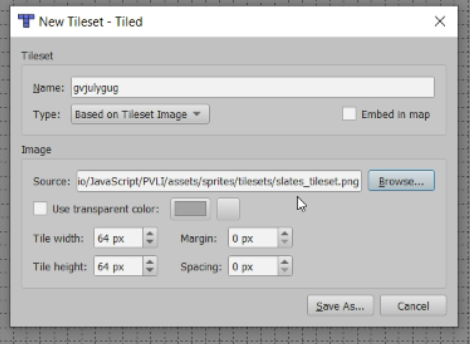 New Tileset - Tiled
Tileset
Name: gvjulygug
Type: Based on Tileset Image Embed in map
Image
Source: io/JavaScript/PVLI/assets/sprites/tilesets/slates_tileset.png Browse...
Use transparent color:
Tile width: 64 px Margin: 0 px
Tile height: 64 px Spacing: 0 px
Save As... Cancel